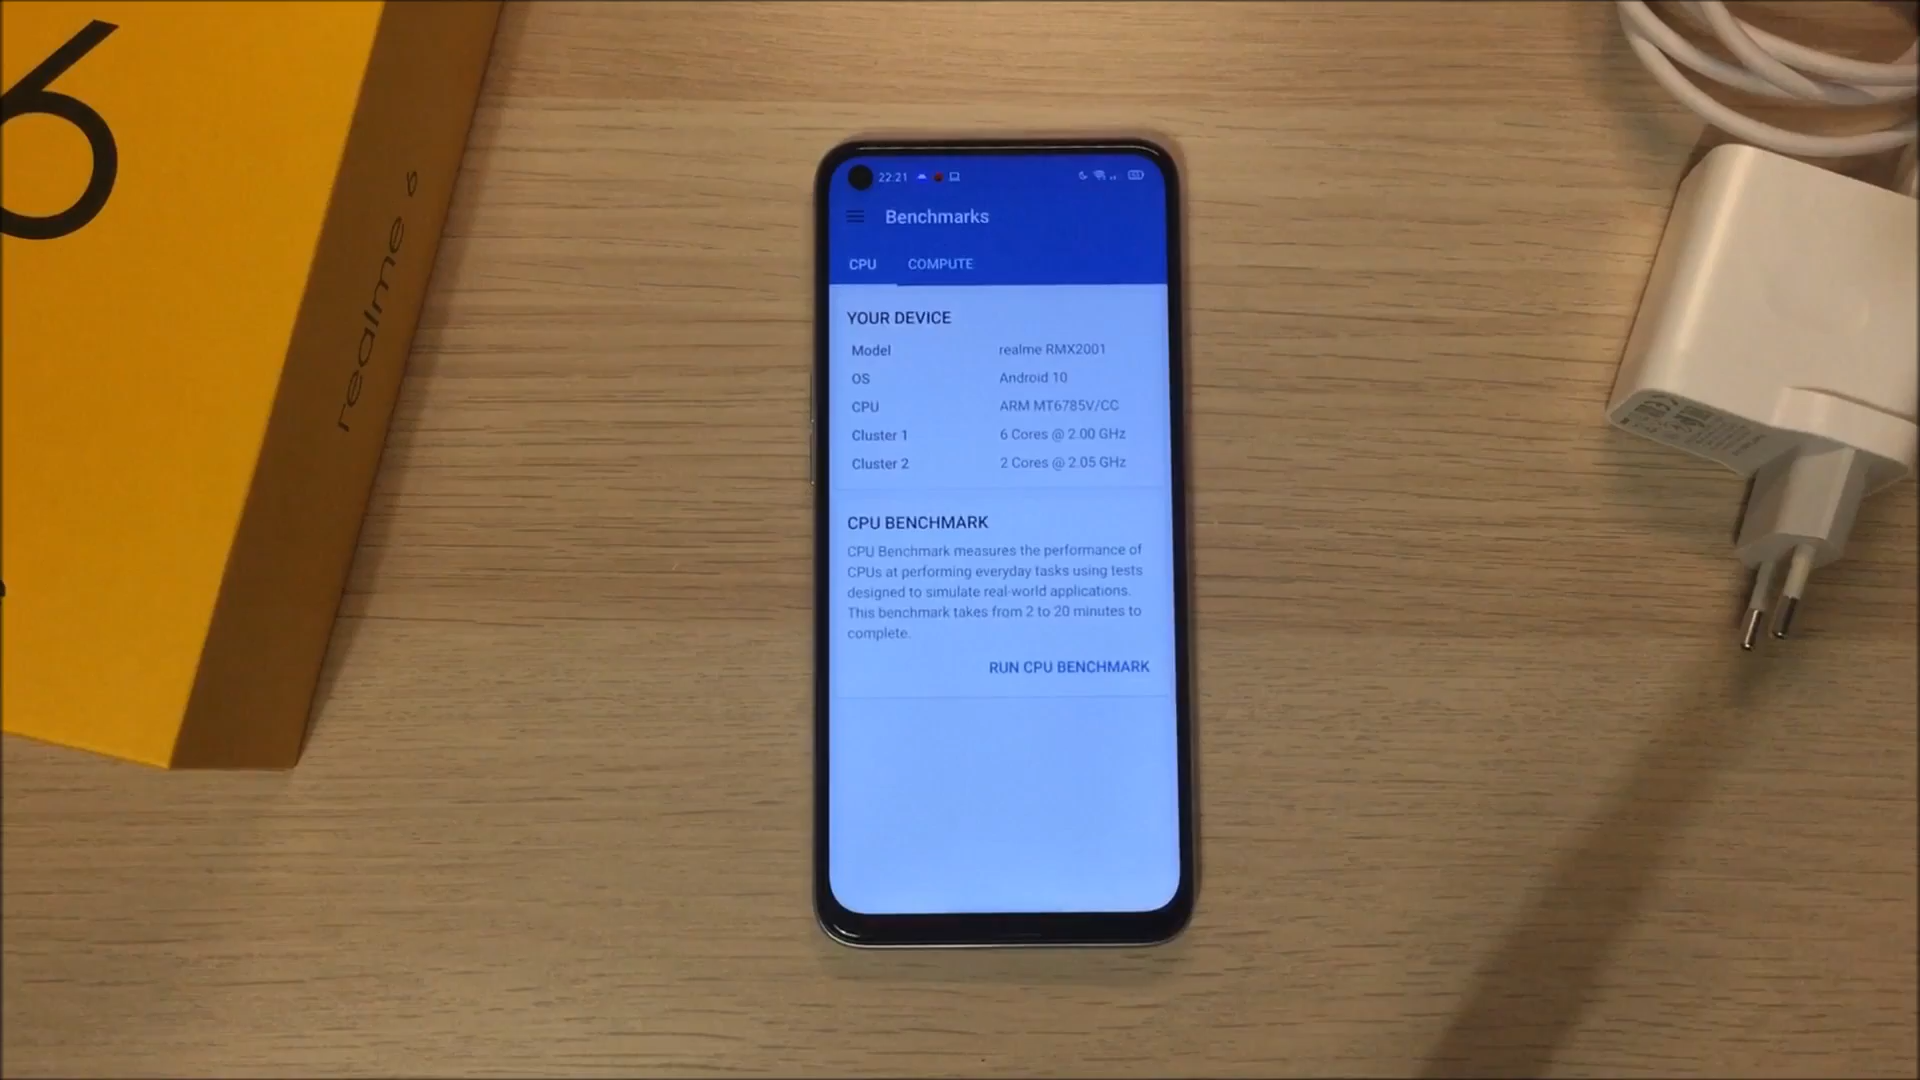 6
realme 6
22:21
Benchmarks
CPU COMPUTE
YOUR DEVICE
Model realme RMX2001
OS Android 10
CPU ARM MT6785V/CC
Cluster 1 6 Cores @ 2.00 GHz
Cluster 2 2 Cores @ 2.05 GHz
CPU BENCHMARK
CPU Benchmark measures the performance of
CPUs at performing everyday tasks using tests
designed to simulate real-world applications.
This benchmark takes from 2 to 20 minutes to
complete.
RUN CPU BENCHMARK